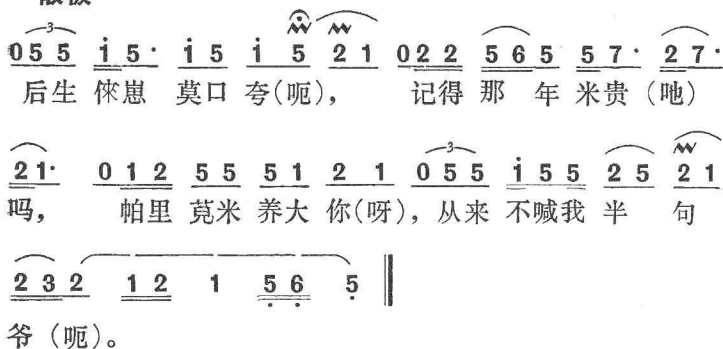 0 5 5 i 5· i 5 i 5 2 1 0 2 2 5 6 5 5 7· 2 7·
后生 徕崽 莫口 夸(呃), 记得 那 年 米贵 (吔)
2 1· 0 1 2 5 5 5 1 2 1 0 5 5 i 5 5 2 5 2 1
吗, 帕里 莧米 养大 你(呀), 从来 不喊我 半 句
2 3 2 1 2 1 5 6 5
爷 (呃)。